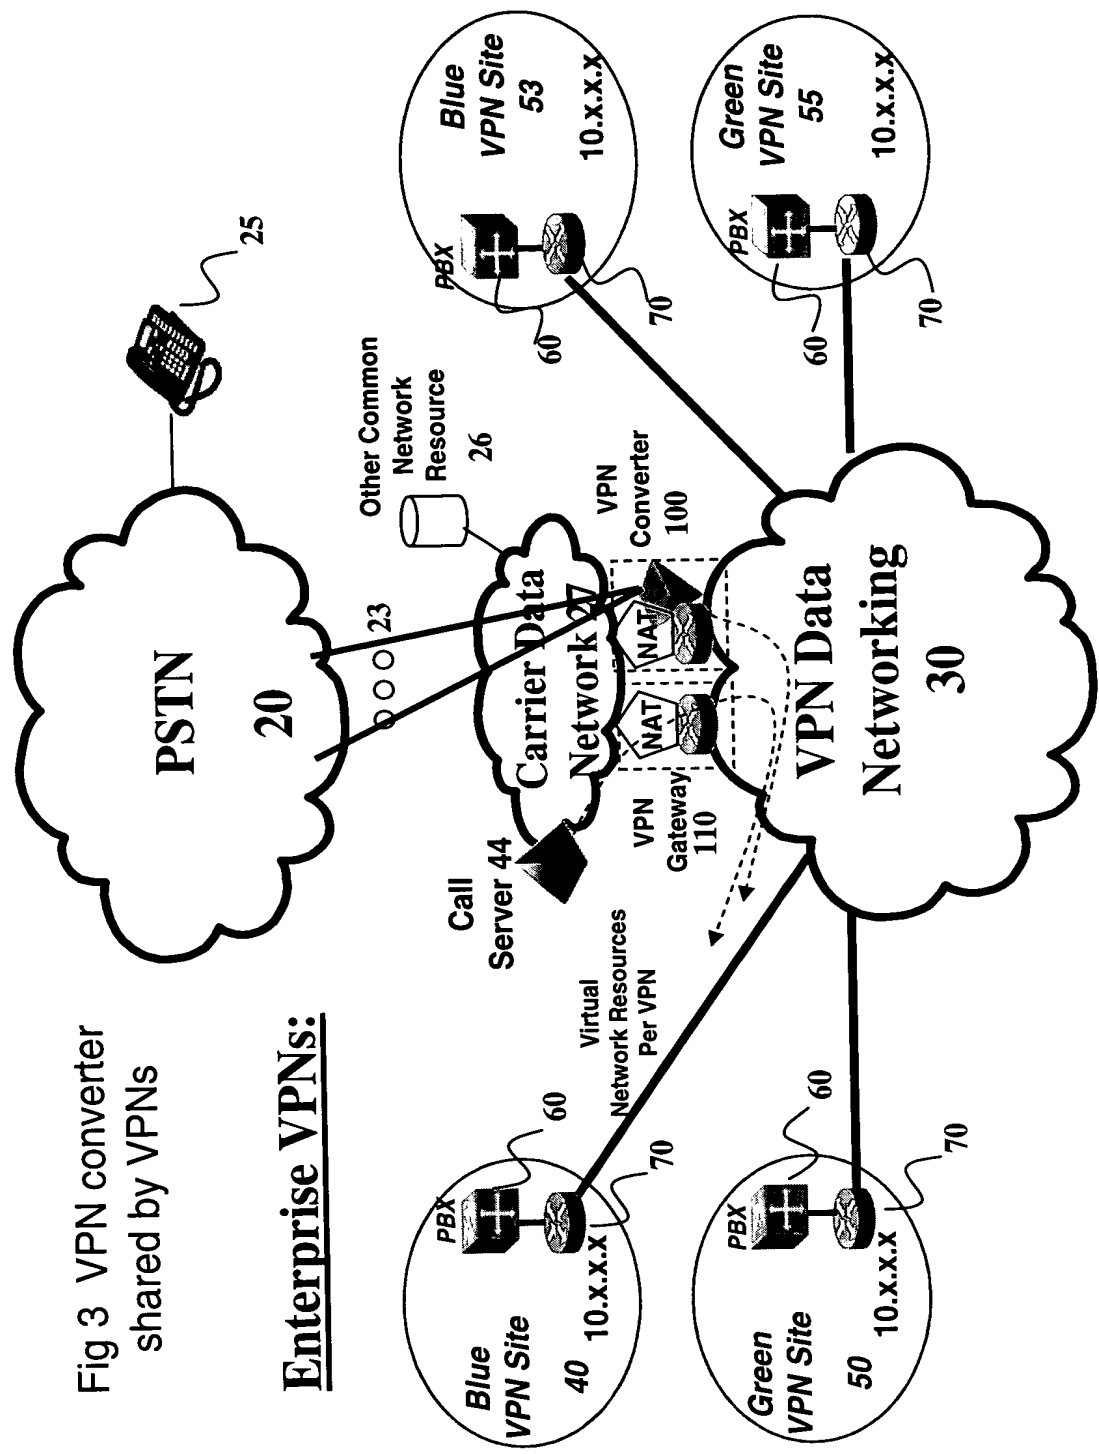 Fig 3 VPN converter
shared by VPNs
Enterprise VPNs:
PSTN
20
25
23
Other Common
Network
Resource
26
Call
Server 44
Carrier Data
Network 27
VPN
Converter
100
NAT
NAT
VPN
Gateway
110
Virtual
Network Resources
Per VPN
VPN Data
Networking
30
Blue
VPN Site
40
10.x.x.x
PBX
60
70
Blue
VPN Site
53
10.x.x.x
PBX
60
70
Green
VPN Site
50
10.x.x.x
PBX
60
70
Green
VPN Site
55
10.x.x.x
PBX
60
70